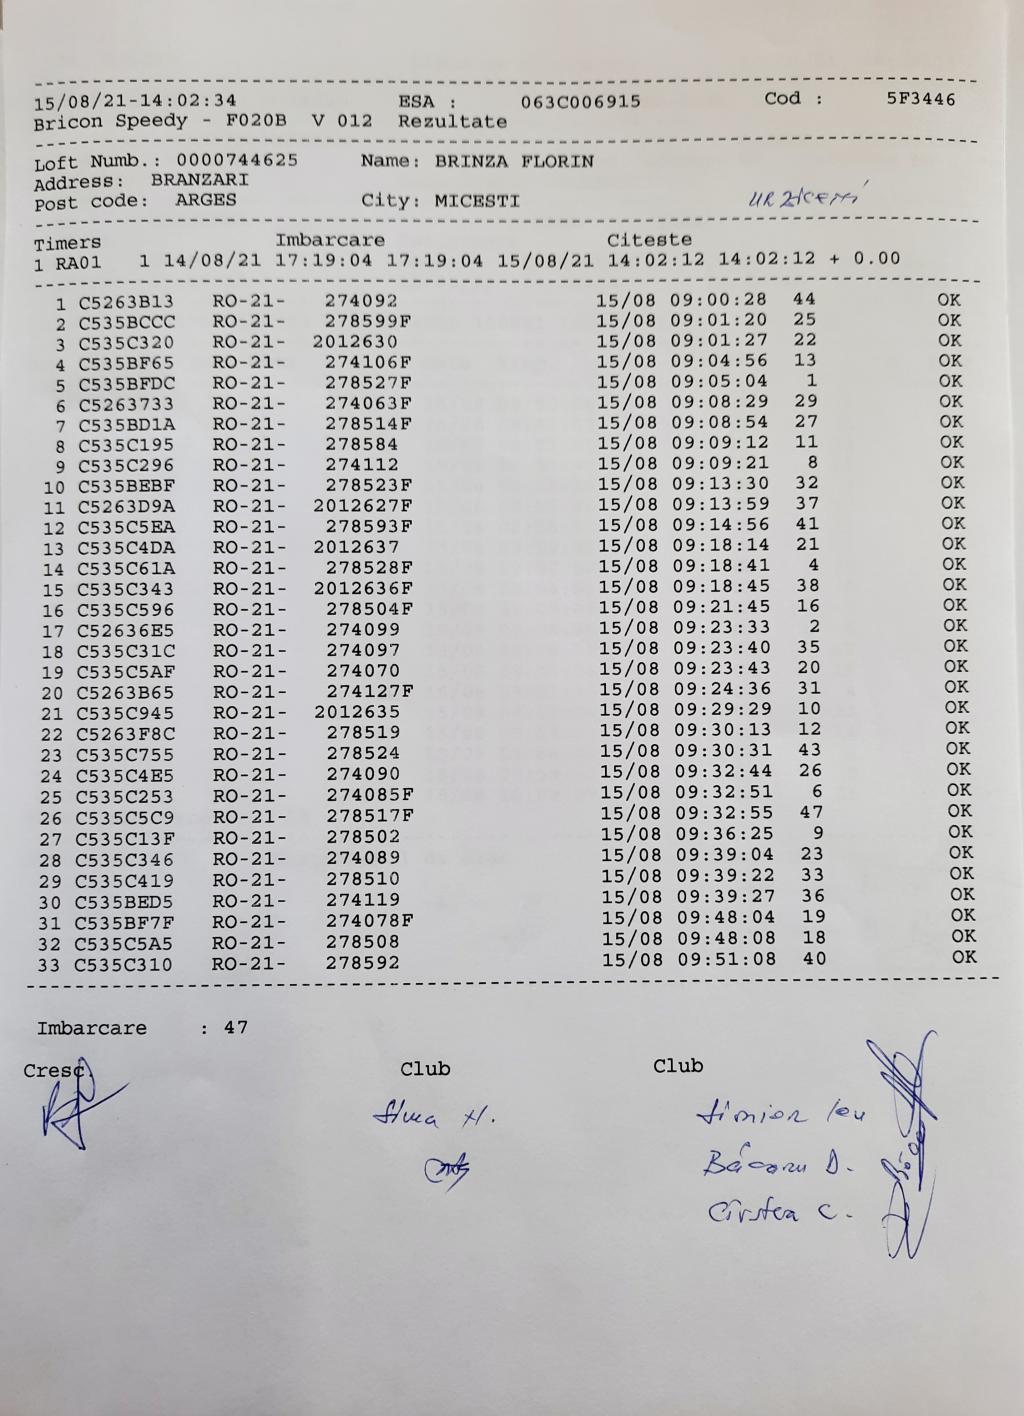 15/08/21-14:02:34 ESA : 063C006915 Cod : 5F3446
Bricon Speedy - F020B V 012 Rezultate
Loft Numb.: 0000744625 Name: BRINZA FLORIN
Address: BRANZARI
Post code: ARGES City: MICESTI URZICENI
Timers Imbarcare Citeste
1 RA01 1 14/08/21 17:19:04 17:19:04 15/08/21 14:02:12 14:02:12 + 0.00
1 C5263B13 RO-21- 274092 15/08 09:00:28 44 OK
2 C535BCCC RO-21- 278599F 15/08 09:01:20 25 OK
3 C535C320 RO-21- 2012630 15/08 09:01:27 22 OK
4 C535BF65 RO-21- 274106F 15/08 09:04:56 13 OK
5 C535BFDC RO-21- 278527F 15/08 09:05:04 1 OK
6 C5263733 RO-21- 274063F 15/08 09:08:29 29 OK
7 C535BD1A RO-21- 278514F 15/08 09:08:54 27 OK
8 C535C195 RO-21- 278584 15/08 09:09:12 11 OK
9 C535C296 RO-21- 274112 15/08 09:09:21 8 OK
10 C535BEBF RO-21- 278523F 15/08 09:13:30 32 OK
11 C5263D9A RO-21- 2012627F 15/08 09:13:59 37 OK
12 C535C5EA RO-21- 278593F 15/08 09:14:56 41 OK
13 C535C4DA RO-21- 2012637 15/08 09:18:14 21 OK
14 C535C61A RO-21- 278528F 15/08 09:18:41 4 OK
15 C535C343 RO-21- 2012636F 15/08 09:18:45 38 OK
16 C535C596 RO-21- 278504F 15/08 09:21:45 16 OK
17 C52636E5 RO-21- 274099 15/08 09:23:33 2 OK
18 C535C31C RO-21- 274097 15/08 09:23:40 35 OK
19 C535C5AF RO-21- 274070 15/08 09:23:43 20 OK
20 C5263B65 RO-21- 274127F 15/08 09:24:36 31 OK
21 C535C945 RO-21- 2012635 15/08 09:29:29 10 OK
22 C5263F8C RO-21- 278519 15/08 09:30:13 12 OK
23 C535C755 RO-21- 278524 15/08 09:30:31 43 OK
24 C535C4E5 RO-21- 274090 15/08 09:32:44 26 OK
25 C535C253 RO-21- 274085F 15/08 09:32:51 6 OK
26 C535C5C9 RO-21- 278517F 15/08 09:32:55 47 OK
27 C535C13F RO-21- 278502 15/08 09:36:25 9 OK
28 C535C346 RO-21- 274089 15/08 09:39:04 23 OK
29 C535C419 RO-21- 278510 15/08 09:39:22 33 OK
30 C535BED5 RO-21- 274119 15/08 09:39:27 36 OK
31 C535BF7F RO-21- 274078F 15/08 09:48:04 19 OK
32 C535C5A5 RO-21- 278508 15/08 09:48:08 18 OK
33 C535C310 RO-21- 278592 15/08 09:51:08 40 OK
Imbarcare : 47
Cresc. Club Club
H.
D.
Cîrstea C.